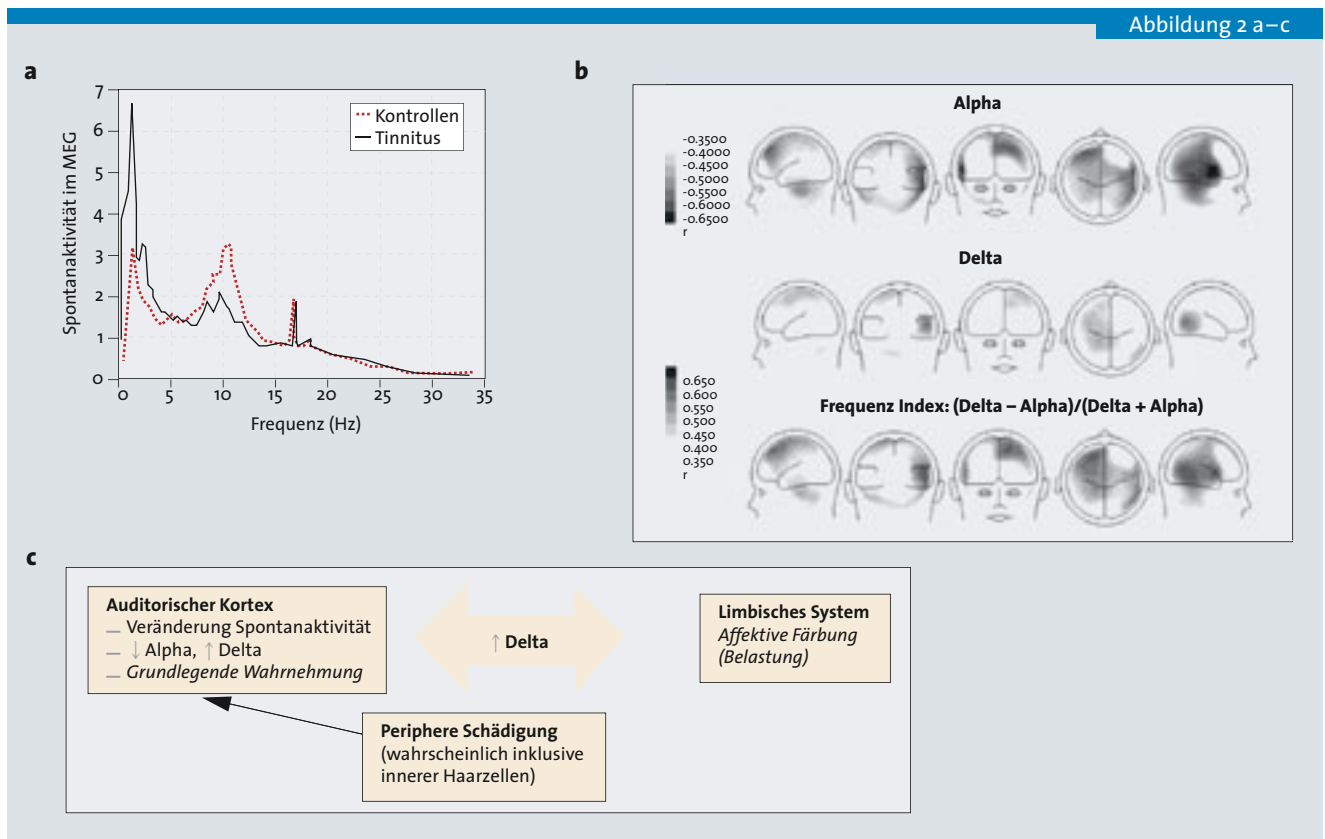 Abbildung 2 a–c
a
7
6
5
4
3
2
1
0
Spontanaktivität im MEG
Kontrollen
Tinnitus
0 5 10 15 20 25 30 35
Frequenz (Hz)
b
Alpha
-0.3500
-0.4000
-0.4500
-0.5000
-0.5500
-0.6000
-0.6500
r
Delta
0.650
0.600
0.550
0.500
0.450
0.400
0.350
r
Frequenz Index: (Delta – Alpha)/(Delta + Alpha)
c
Auditorischer Kortex
– Veränderung Spontanaktivität
– ↓ Alpha, ↑ Delta
– Grundlegende Wahrnehmung
↑ Delta
Limbisches System
Affektive Färbung
(Belastung)
Periphere Schädigung
(wahrscheinlich inklusive
innerer Haarzellen)